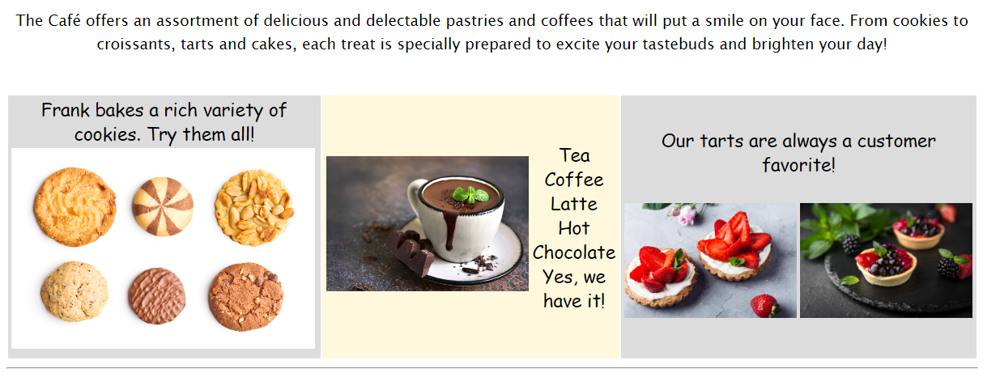 The Café offers an assortment of delicious and delectable pastries and coffees that will put a smile on your face. From cookies to
croissants, tarts and cakes, each treat is specially prepared to excite your tastebuds and brighten your day!
Frank bakes a rich variety of
cookies. Try them all!
Tea
Coffee
Latte
Hot
Chocolate
Yes, we
have it!
Our tarts are always a customer
favorite!